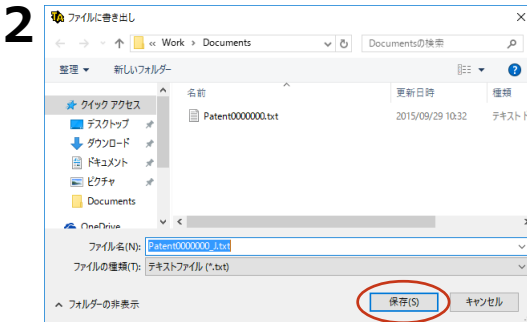 2
ファイルに書き出し
« Work › Documents
Documentsの検索
整理 ▼ 新しいフォルダー
名前 更新日時 種類
Patent0000000.txt 2015/09/29 10:32 テキスト
クイック アクセス
デスクトップ
ダウンロード
ドキュメント
ピクチャ
Documents
OneDrive
ファイル名(N): Patent0000000_J.txt
ファイルの種類(T): テキストファイル (*.txt)
フォルダーの非表示 保存(S) キャンセル